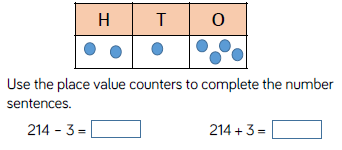 H T O
Use the place value counters to complete the number
sentences.
214 – 3 = 214 + 3 =